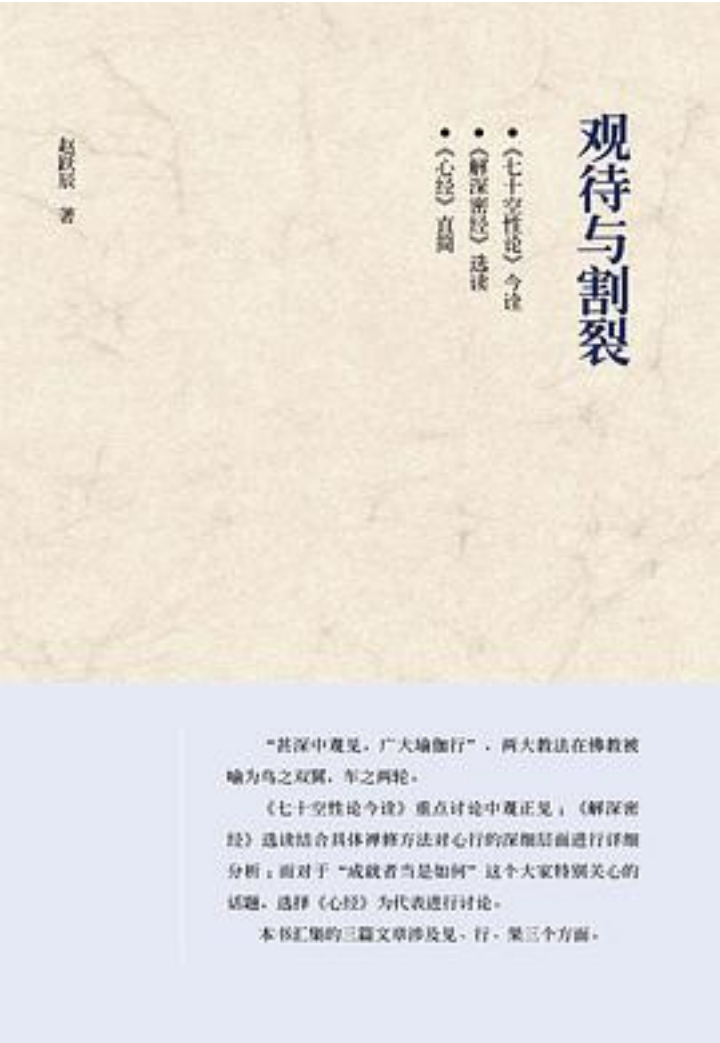 观待与割裂
●《七十空性论》今诠
●《解深密经》选读
●《心经》直简
赵跃辰 著
“甚深中观见，广大瑜伽行”，两大教法在佛教被
喻为鸟之双翼，车之两轮。
《七十空性论今诠》重点讨论中观正见；《解深密
经》选读结合具体禅修方法对心行的深细层面进行详细
分析；而对于“成就者当是如何”这个大家特别关心的
话题，选择《心经》为代表进行讨论。
本书汇集的三篇文章涉及见、行、果三个方面。